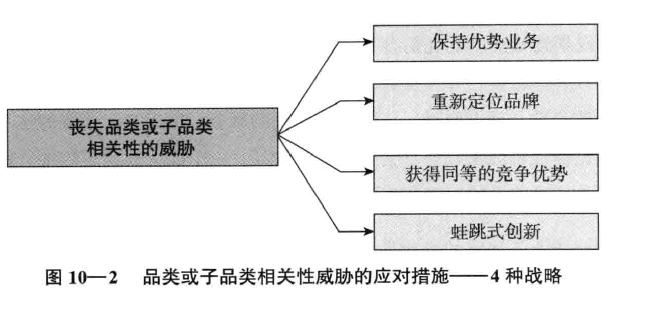 保持优势业务
重新定位品牌
丧失品类或子品类
相关性的威胁
获得同等的竞争优势
蛙跳式创新
图 10—2 品类或子品类相关性威胁的应对措施——4 种战略